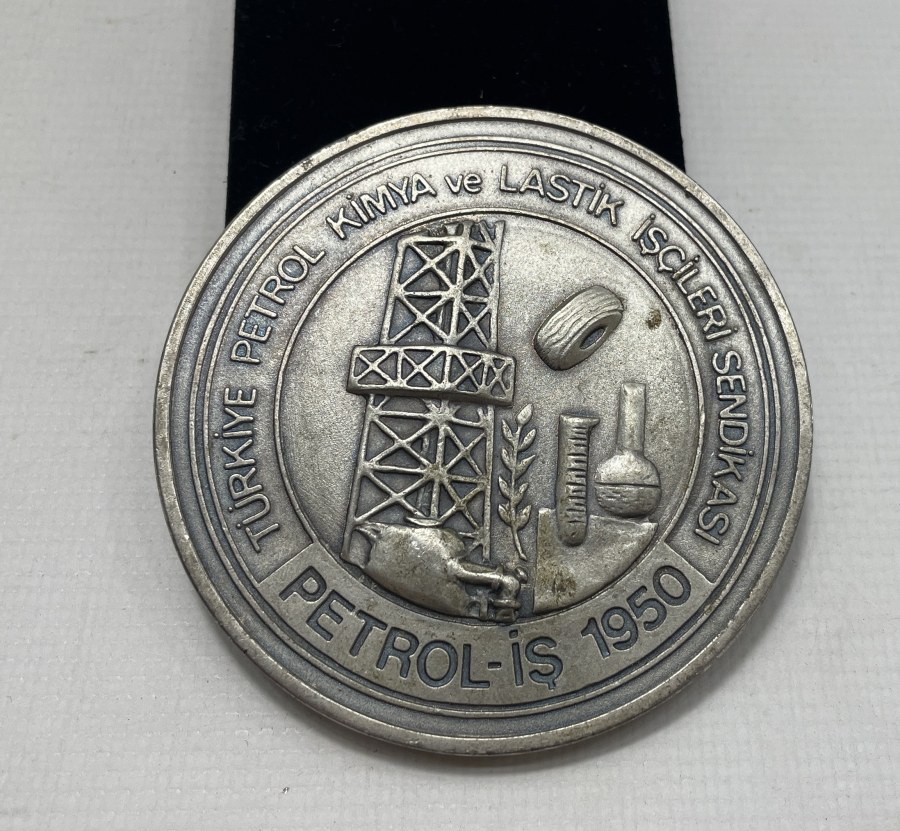 TÜRKİYE PETROL KİMYA ve LASTİK İŞÇİLERİ SENDİKASI
PETROL-İŞ 1950